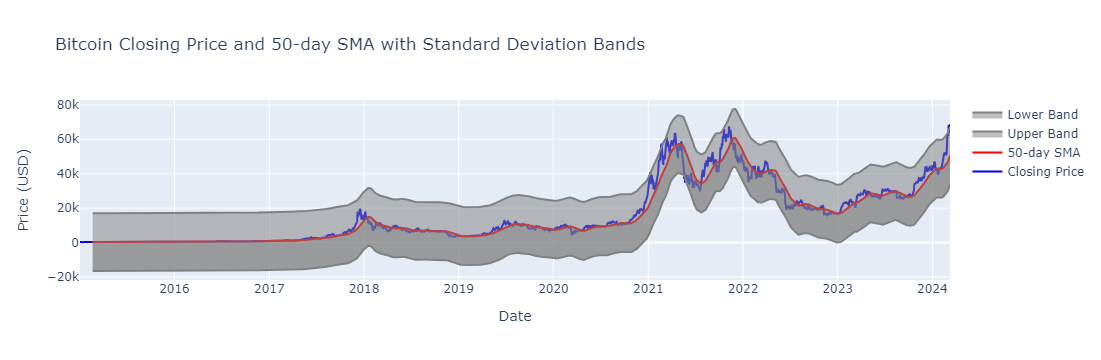 Bitcoin Closing Price and 50-day SMA with Standard Deviation Bands
80k
60k
40k
20k
0
−20k
Price (USD)
2016 2017 2018 2019 2020 2021 2022 2023 2024
Date
Lower Band
Upper Band
50-day SMA
Closing Price